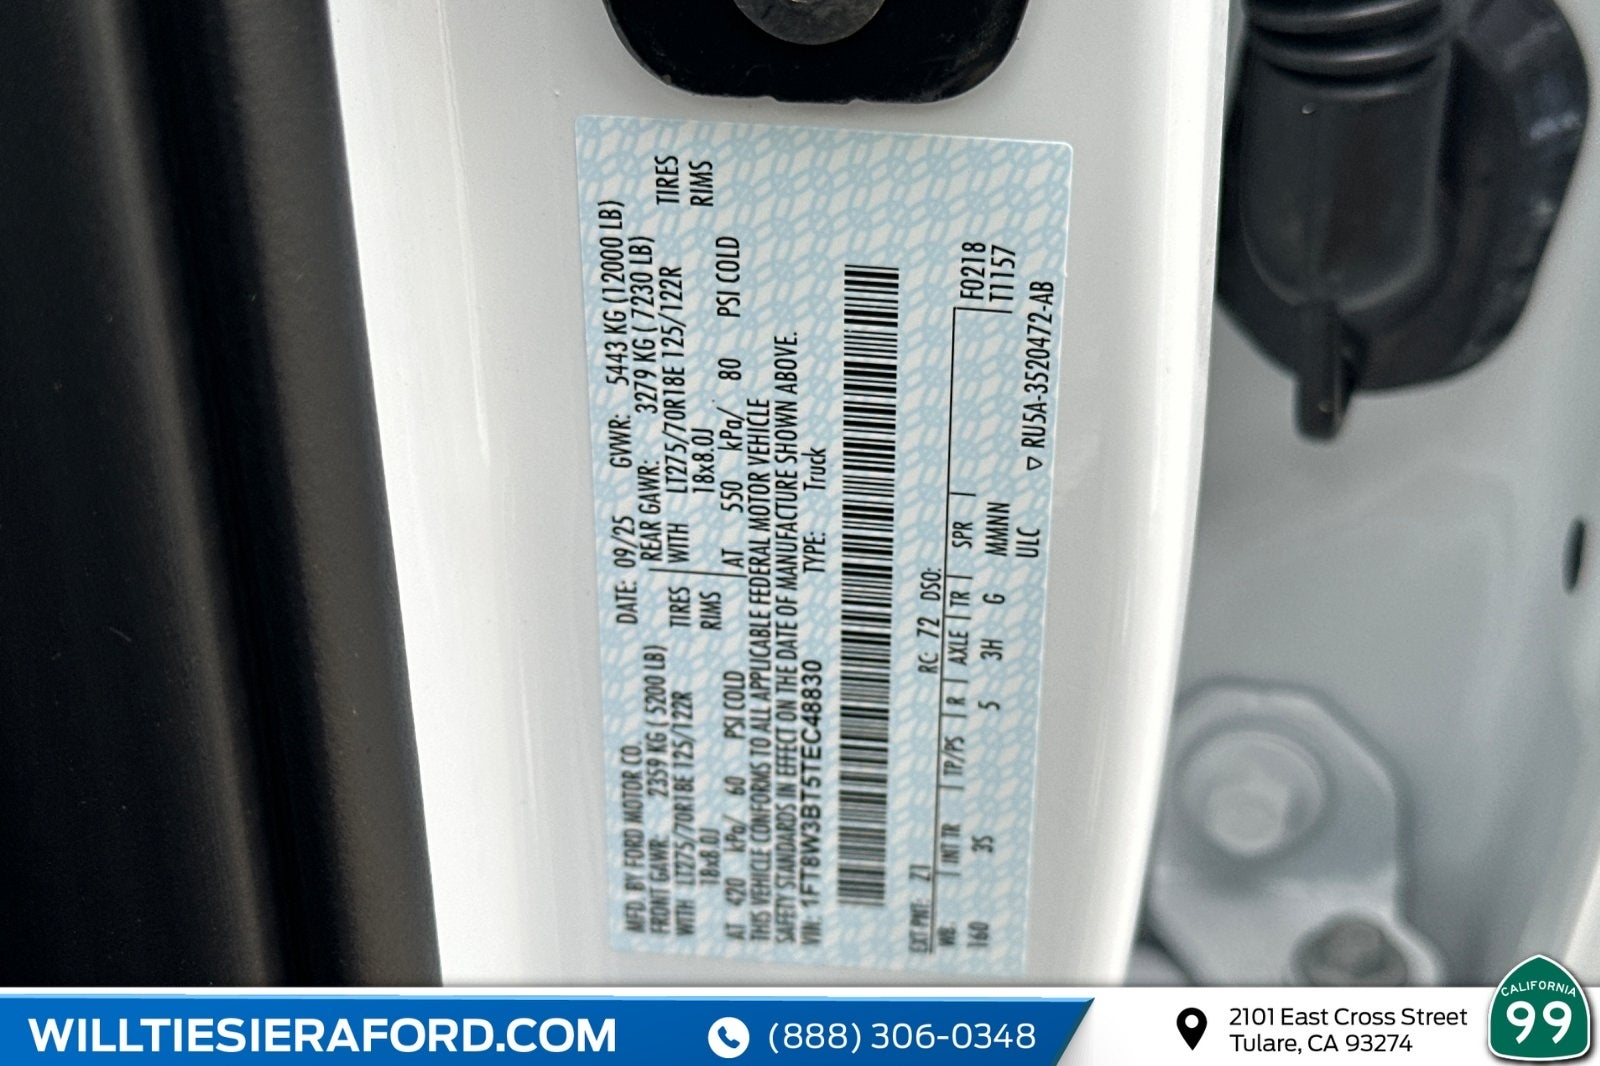 MFD. BY FORD MOTOR CO.
DATE: 09/25 GVWR: 5443 KG (12000 LB)
FRONT GAWR: 2359 KG ( 5200 LB)
REAR GAWR: 3279 KG ( 7230 LB)
WITH LT275/70R18E 125/122R TIRES
WITH LT275/70R18E 125/122R TIRES
18x8.0J RIMS
18x8.0J RIMS
AT 420 kPa/ 60 PSI COLD
AT 550 kPa/ 80 PSI COLD
THIS VEHICLE CONFORMS TO ALL APPLICABLE FEDERAL MOTOR VEHICLE
SAFETY STANDARDS IN EFFECT ON THE DATE OF MANUFACTURE SHOWN ABOVE.
VIN: 1FT8W3BT5TEC48830 TYPE: Truck
EXT PNT: Z1 RC: 72 DSO:
WB INT TR TP/PS R AXLE TR SPR F0218
160 3S 5 3H G MMNN T1157
ULC ▽ RU5A-3520472-AB
WILLTIESIERAFORD.COM
(888) 306-0348
2101 East Cross Street
Tulare, CA 93274
CALIFORNIA
99